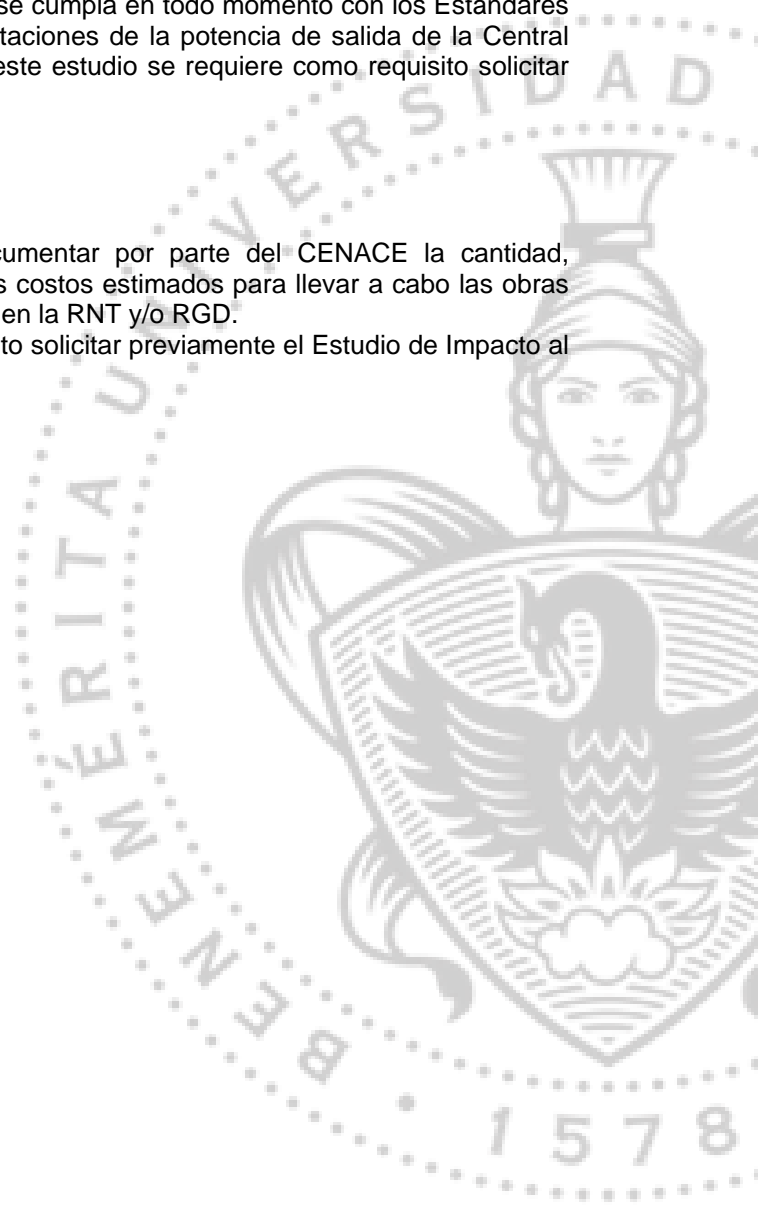 se cumpla en todo momento con los Estándares
taciones de la potencia de salida de la Central
este estudio se requiere como requisito solicitar
cumentar por parte del CENACE la cantidad,
s costos estimados para llevar a cabo las obras
en la RNT y/o RGD.
to solicitar previamente el Estudio de Impacto al
BENEMÉRITA UNIVERSIDAD
1578